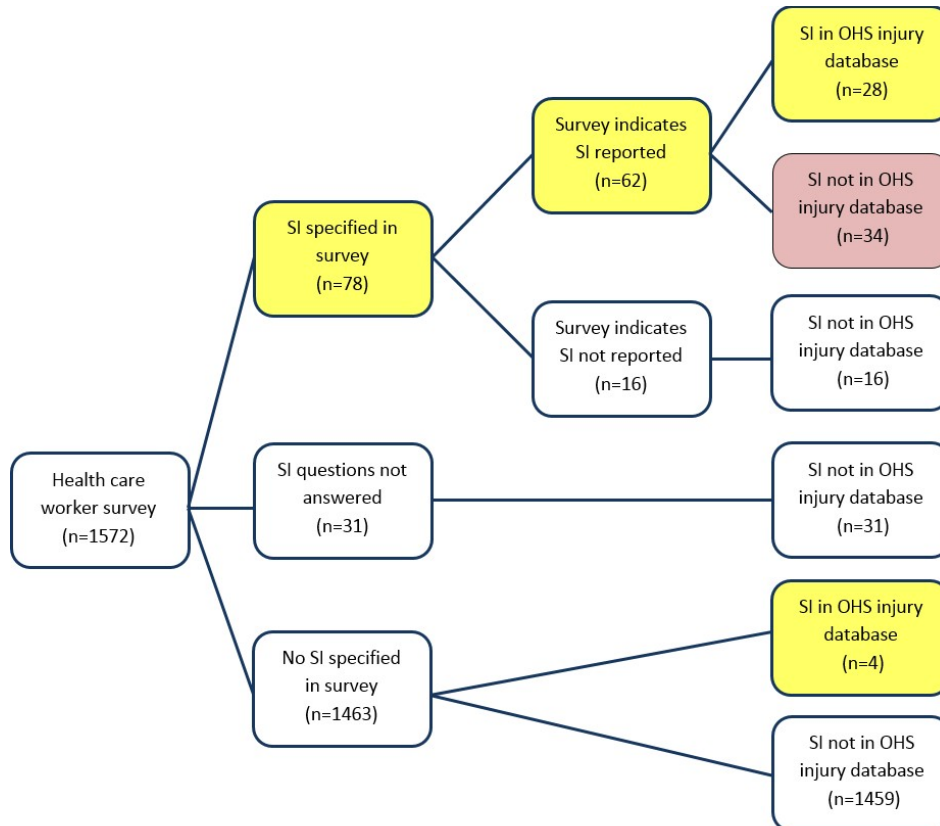 Health care
worker survey
(n=1572)
SI specified in
survey
(n=78)
SI questions not
answered
(n=31)
No SI specified
in survey
(n=1463)
Survey indicates
SI reported
(n=62)
Survey indicates
SI not reported
(n=16)
SI in OHS injury
database
(n=28)
SI not in OHS
injury database
(n=34)
SI not in OHS
injury database
(n=16)
SI not in OHS
injury database
(n=31)
SI in OHS injury
database
(n=4)
SI not in OHS
injury database
(n=1459)